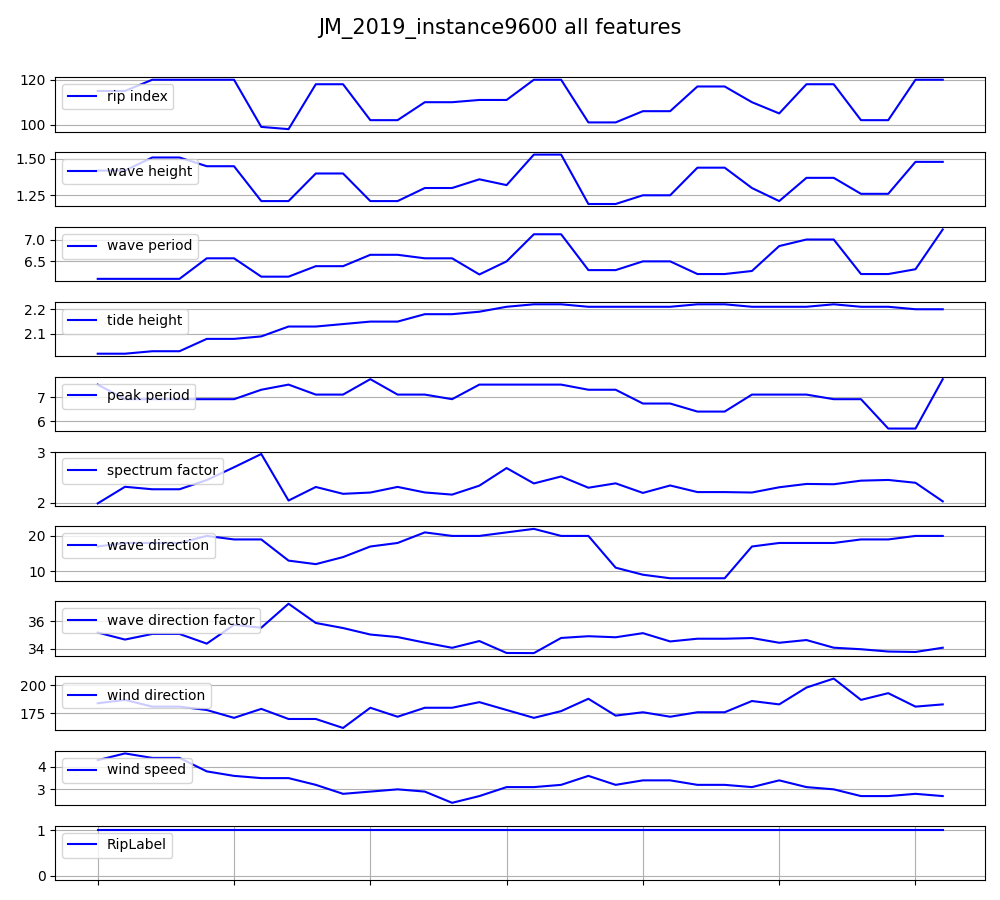 JM_2019_instance9600 all features
120
100
rip index
1.50
1.25
wave height
7.0
6.5
wave period
2.2
2.1
tide height
7
6
peak period
3
2
spectrum factor
20
10
wave direction
36
34
wave direction factor
200
175
wind direction
4
3
wind speed
1
0
RipLabel